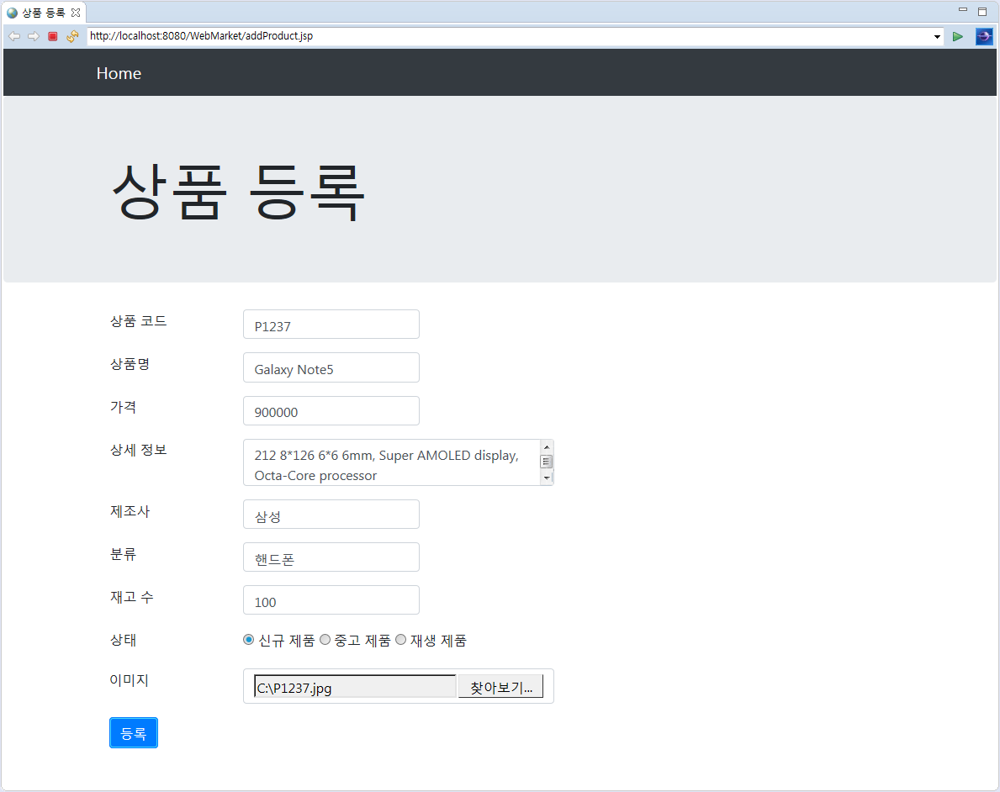 상품 등록
http://localhost:8080/WebMarket/addProduct.jsp
Home
상품 등록
상품 코드 P1237
상품명 Galaxy Note5
가격 900000
상세 정보 212 8*126 6*6 6mm, Super AMOLED display,
Octa-Core processor
제조사 삼성
분류 핸드폰
재고 수 100
상태 신규 제품 중고 제품 재생 제품
이미지 C:\P1237.jpg 찾아보기...
등록